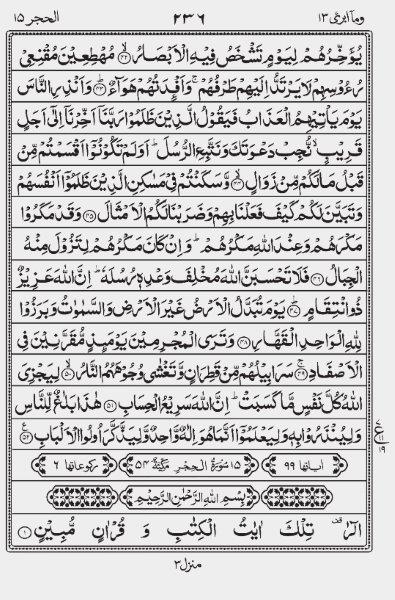 وما ابرئ ١٣ ٢٣٦ الحجر ١٥
يُؤَخِّرُهُمْ لِيَوْمٍ تَشْخَصُ فِيْهِ الْاَبْصَارُ ﴿٤٢﴾ مُهْطِعِيْنَ مُقْنِعِيْ
رُءُوْسِهِمْ لَا يَرْتَدُّ اِلَيْهِمْ طَرْفُهُمْ ۚ وَاَفْـِٕدَتُهُمْ هَوَآءٌ ﴿٤٣﴾ وَاَنْذِرِ النَّاسَ
يَوْمَ يَاْتِيْهِمُ الْعَذَابُ فَيَقُوْلُ الَّذِيْنَ ظَلَمُوْا رَبَّنَآ اَخِّرْنَآ اِلٰٓى اَجَلٍ
قَرِيْبٍ ۙ نُّجِبْ دَعْوَتَكَ وَنَتَّبِعِ الرُّسُلَ ؕ اَوَلَمْ تَكُوْنُوْٓا اَقْسَمْتُمْ مِّنْ
قَبْلُ مَا لَكُمْ مِّنْ زَوَالٍ ﴿٤٤﴾ وَّسَكَنْتُمْ فِيْ مَسٰكِنِ الَّذِيْنَ ظَلَمُوْٓا اَنْفُسَهُمْ
وَتَبَيَّنَ لَكُمْ كَيْفَ فَعَلْنَا بِهِمْ وَضَرَبْنَا لَكُمُ الْاَمْثَالَ ﴿٤٥﴾ وَقَدْ مَكَرُوْا
مَكْرَهُمْ وَعِنْدَ اللّٰهِ مَكْرُهُمْ ؕ وَاِنْ كَانَ مَكْرُهُمْ لِتَزُوْلَ مِنْهُ
الْجِبَالُ ﴿٤٦﴾ فَلَا تَحْسَبَنَّ اللّٰهَ مُخْلِفَ وَعْدِهٖ رُسُلَهٗ ؕ اِنَّ اللّٰهَ عَزِيْزٌ
ذُو انْتِقَامٍ ﴿٤٧﴾ يَوْمَ تُبَدَّلُ الْاَرْضُ غَيْرَ الْاَرْضِ وَالسَّمٰوٰتُ وَبَرَزُوْا
لِلّٰهِ الْوَاحِدِ الْقَهَّارِ ﴿٤٨﴾ وَتَرَى الْمُجْرِمِيْنَ يَوْمَئِذٍ مُّقَرَّنِيْنَ فِي
الْاَصْفَادِ ﴿٤٩﴾ سَرَابِيْلُهُمْ مِّنْ قَطِرَانٍ وَّتَغْشٰى وُجُوْهَهُمُ النَّارُ ﴿٥٠﴾ لِيَجْزِيَ
اللّٰهُ كُلَّ نَفْسٍ مَّا كَسَبَتْ ؕ اِنَّ اللّٰهَ سَرِيْعُ الْحِسَابِ ﴿٥١﴾ هٰذَا بَلٰغٌ لِّلنَّاسِ
وَلِيُنْذَرُوْا بِهٖ وَلِيَعْلَمُوْٓا اَنَّمَا هُوَ اِلٰهٌ وَّاحِدٌ وَّلِيَذَّكَّرَ اُولُوا الْاَلْبَابِ ﴿٥٢﴾
اٰیاتها ٩٩ ١٥ سُوْرَةُ الْحِجْرِ مَكِّيَّةٌ ٥٤ ركوعاتها ٦
بِسْمِ اللّٰهِ الرَّحْمٰنِ الرَّحِيْمِ
الٓرٰ ۫ تِلْكَ اٰيٰتُ الْكِتٰبِ وَ قُرْاٰنٍ مُّبِيْنٍ ﴿١﴾
منزل ٣